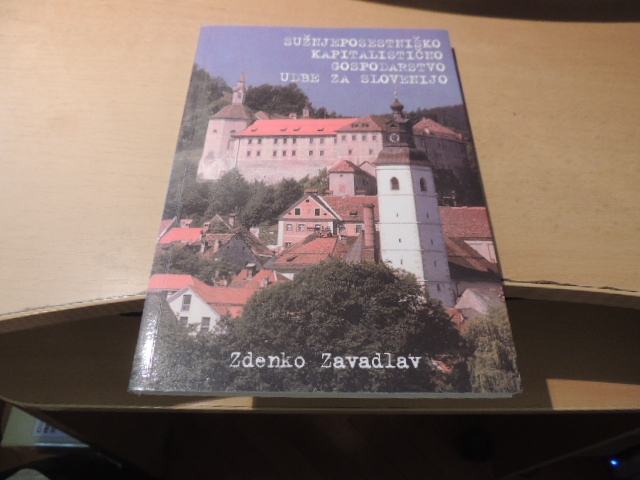 SUŽNJEPOSESTNIŠKO
KAPITALISTIČNO
GOSPODARSTVO
UDBE ZA SLOVENIJO
Zdenko Zavadlav